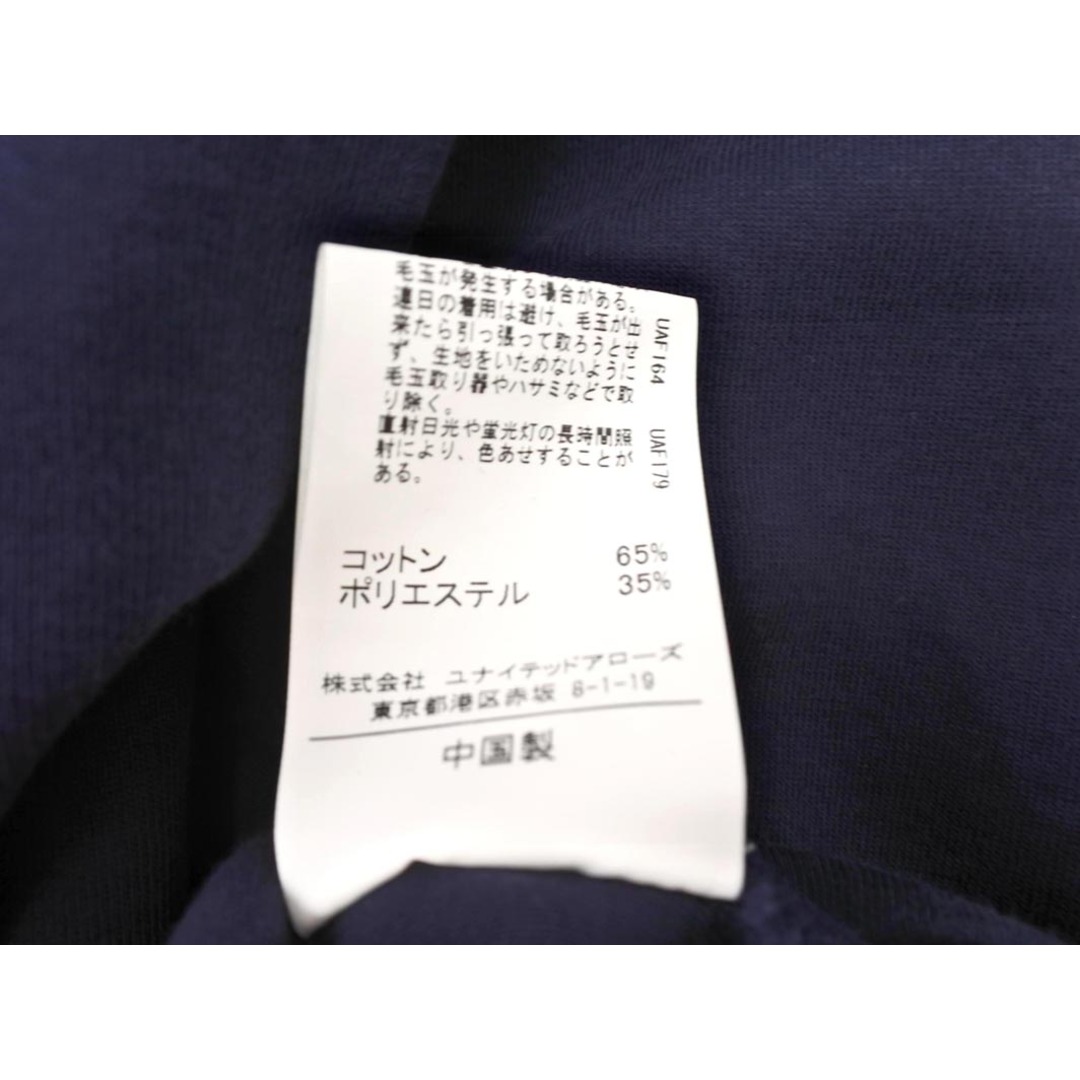 毛玉が発生する場合がある。
連日の着用は避け、毛玉が出
来たら引っ張って取ろうとせ
ず、生地をいためないように
毛玉取り器やハサミなどで取
り除く。
直射日光や蛍光灯の長時間照
射により、色あせすることが
ある。
UAF164
UAF179
コットン 65%
ポリエステル 35%
株式会社 ユナイテッドアローズ
東京都港区赤坂 8-1-19
中国製